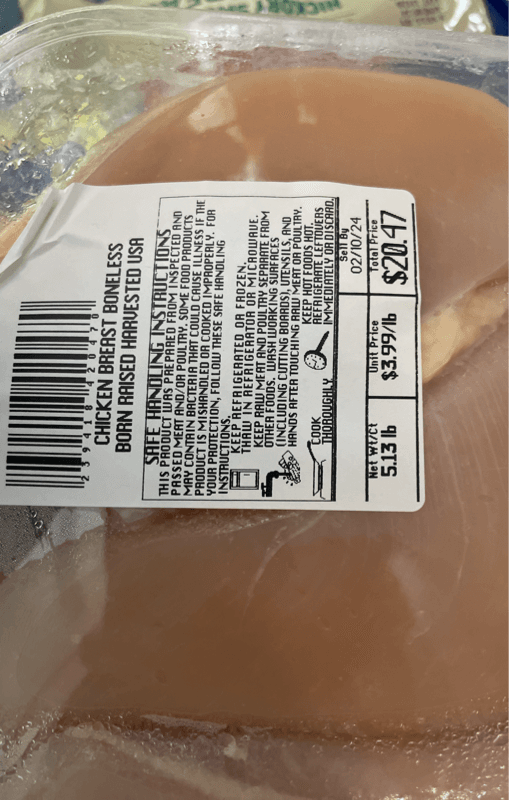 HICKORY
2 39418 420470
CHICKEN BREAST BONELESS
BORN RAISED HARVESTED USA
SAFE HANDLING INSTRUCTIONS
THIS PRODUCT WAS PREPARED FROM INSPECTED AND
PASSED MEAT AND/OR POULTRY. SOME FOOD PRODUCTS
MAY CONTAIN BACTERIA THAT COULD CAUSE ILLNESS IF THE
PRODUCT IS MISHANDLED OR COOKED IMPROPERLY. FOR
YOUR PROTECTION, FOLLOW THESE SAFE HANDLING
INSTRUCTIONS.
KEEP REFRIGERATED OR FROZEN.
THAW IN REFRIGERATOR OR MICROWAVE.
KEEP RAW MEAT AND POULTRY SEPARATE FROM
OTHER FOODS. WASH WORKING SURFACES
(INCLUDING CUTTING BOARDS), UTENSILS, AND
HANDS AFTER TOUCHING RAW MEAT OR POULTRY.
COOK
THOROUGHLY
KEEP HOT FOODS HOT.
REFRIGERATE LEFTOVERS
IMMEDIATELY OR DISCARD.
Sell By
02/10/24
Net Wt/Ct
5.13 lb
Unit Price
$3.99/lb
Total Price
$20.47